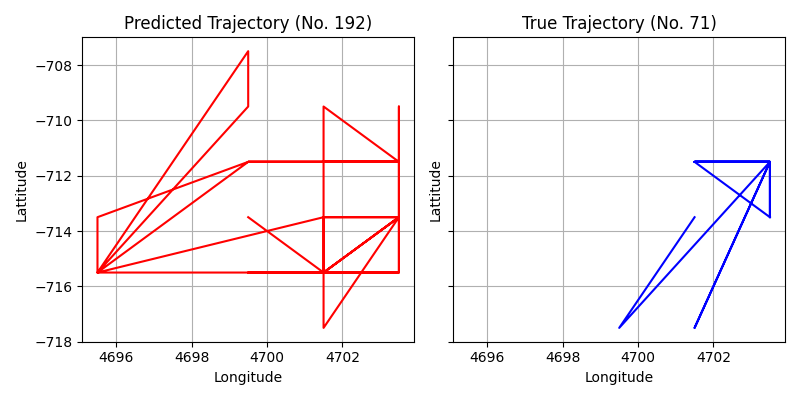 Predicted Trajectory (No. 192)
True Trajectory (No. 71)
−708
−710
−712
−714
−716
−718
Lattitude
Lattitude
4696 4698 4700 4702
4696 4698 4700 4702
Longitude
Longitude